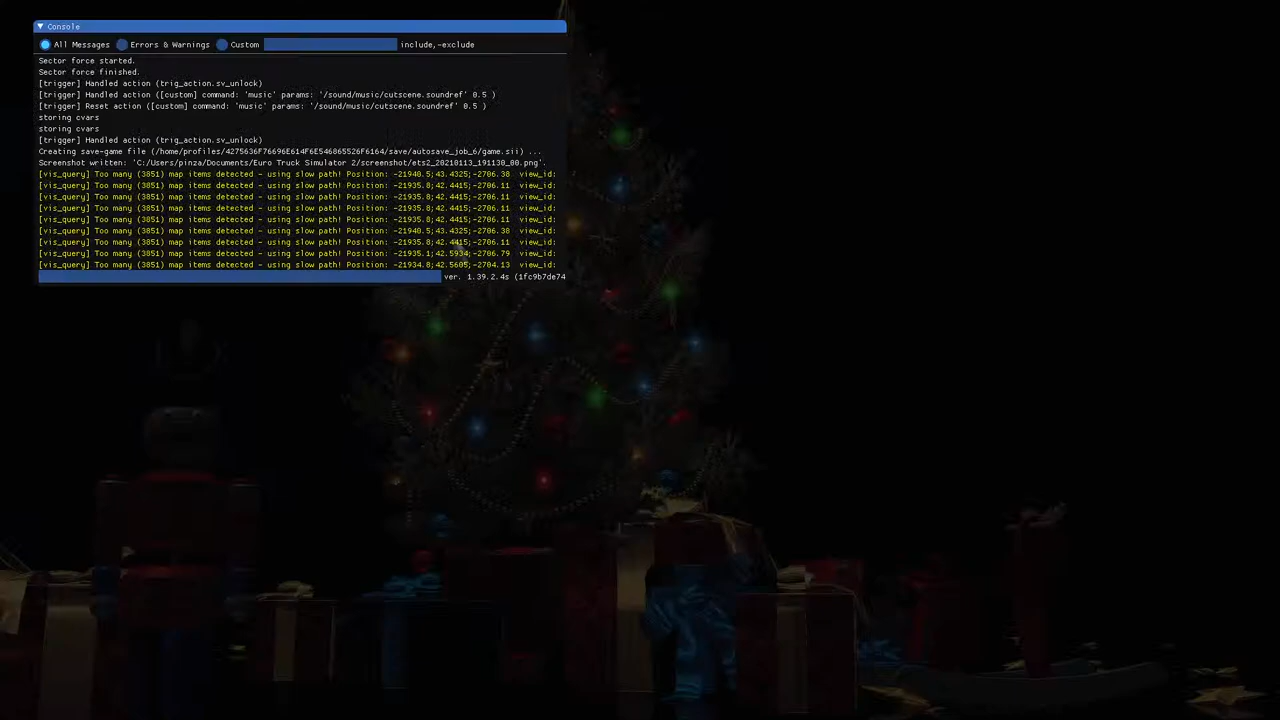 Console
All Messages Errors & Warnings Custom include,-exclude
Sector force started.
Sector force finished.
[trigger] Handled action (trig_action.sv_unlock)
[trigger] Handled action ([custom] command: 'music' params: '/sound/music/cutscene.soundref' 0.5 )
[trigger] Reset action ([custom] command: 'music' params: '/sound/music/cutscene.soundref' 0.5 )
storing cvars
storing cvars
[trigger] Handled action (trig_action.sv_unlock)
Creating save-game file (/home/profiles/4275636F76696E614F6E546865526F6164/save/autosave_job_6/game.sii) ...
Screenshot written: 'C:/Users/pinza/Documents/Euro Truck Simulator 2/screenshot/ets2_20210113_191130_00.png'.
[vis_query] Too many (3851) map items detected - using slow path! Position: -21940.5;43.4325;-2706.38 view_id:
[vis_query] Too many (3851) map items detected - using slow path! Position: -21935.8;42.4415;-2706.11 view_id:
[vis_query] Too many (3851) map items detected - using slow path! Position: -21935.8;42.4415;-2706.11 view_id:
[vis_query] Too many (3851) map items detected - using slow path! Position: -21935.8;42.4415;-2706.11 view_id:
[vis_query] Too many (3851) map items detected - using slow path! Position: -21935.8;42.4415;-2706.11 view_id:
[vis_query] Too many (3851) map items detected - using slow path! Position: -21940.5;43.4325;-2706.38 view_id:
[vis_query] Too many (3851) map items detected - using slow path! Position: -21935.8;42.4415;-2706.11 view_id:
[vis_query] Too many (3851) map items detected - using slow path! Position: -21935.1;42.5934;-2706.79 view_id:
[vis_query] Too many (3851) map items detected - using slow path! Position: -21934.8;42.5605;-2704.13 view_id:
ver. 1.39.2.4s (1fc9b7de74